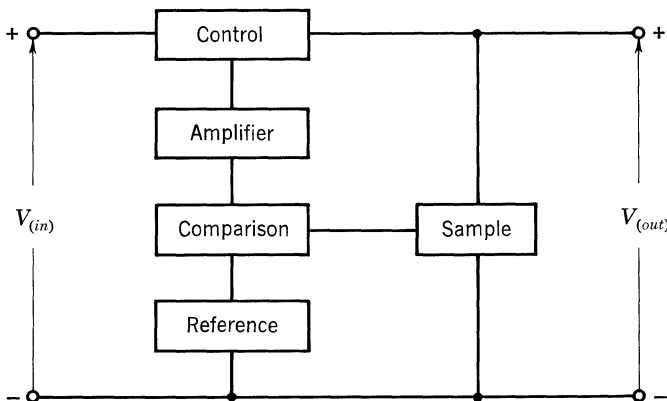 +
Control
+
Amplifier
V(in)
Comparison
Sample
V(out)
Reference
−
−